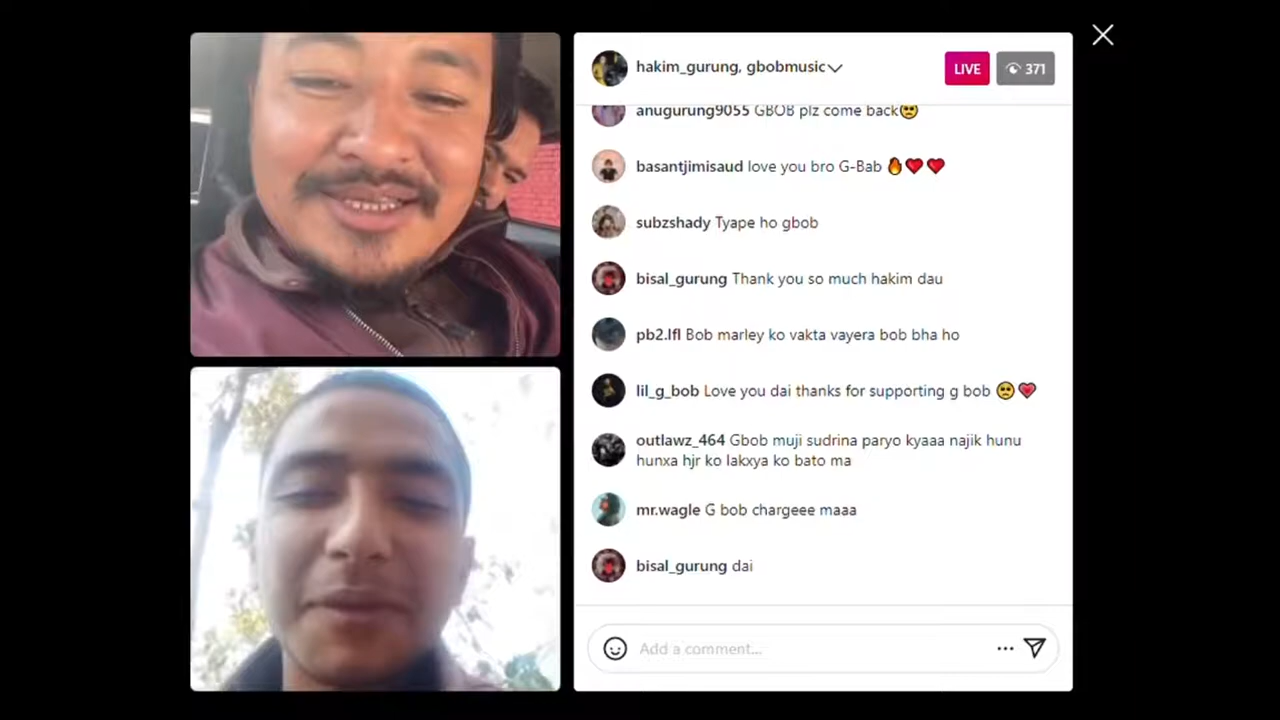 hakim_gurung, gbobmusic
LIVE
371
anugurung9055 GBOB plz come back🥺
basantjimisaud love you bro G-Bab 🔥❤️❤️
subzshady Tyape ho gbob
bisal_gurung Thank you so much hakim dau
pb2.lfl Bob marley ko vakta vayera bob bha ho
lil_g_bob Love you dai thanks for supporting g bob 🥺💗
outlawz_464 Gbob muji sudrina paryo kyaaa najik hunu
hunxa hjr ko lakxya ko bato ma
mr.wagle G bob chargeee maaa
bisal_gurung dai
Add a comment...